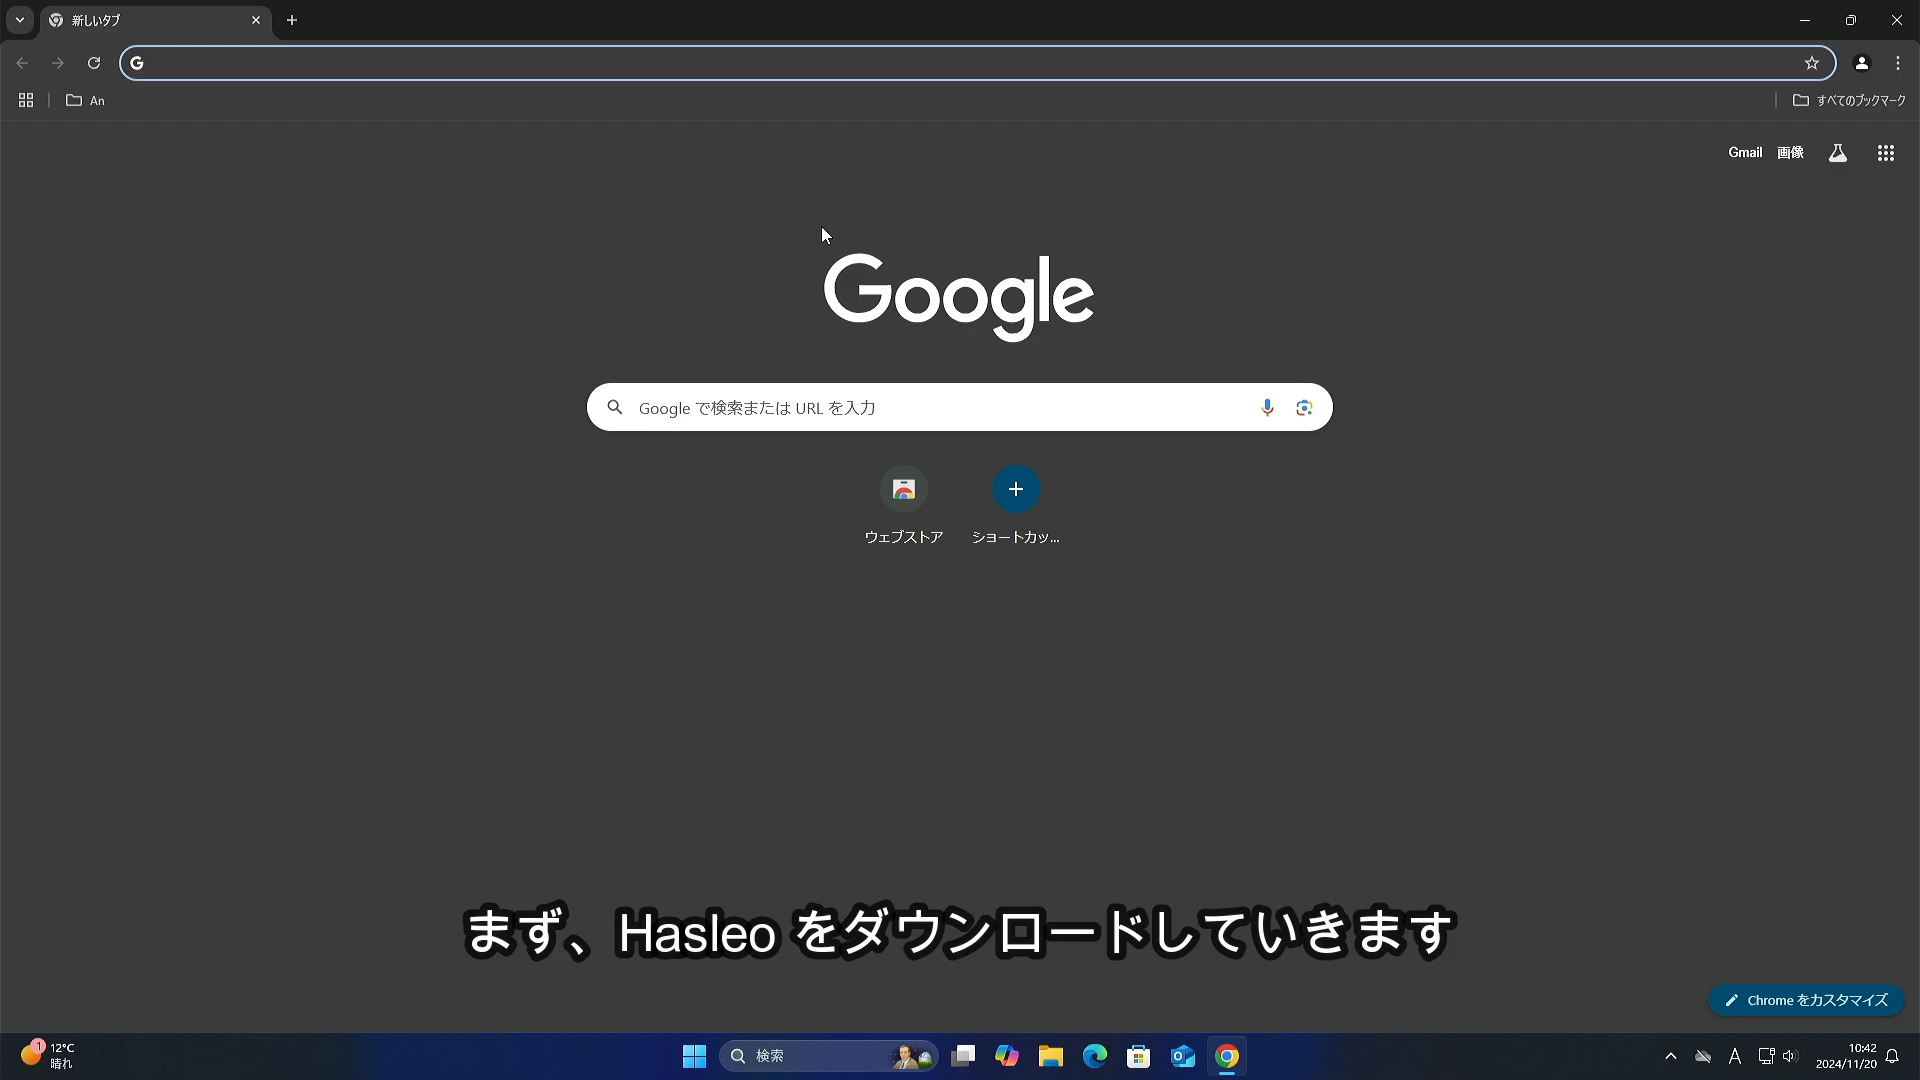 新しいタブ
An
すべてのブックマーク
Gmail 画像
Google
Google で検索または URL を入力
ウェブストア ショートカッ...
まず、Hasleo をダウンロードしていきます
Chrome をカスタマイズ
1 12°C
晴れ
検索
A
10:42
2024/11/20